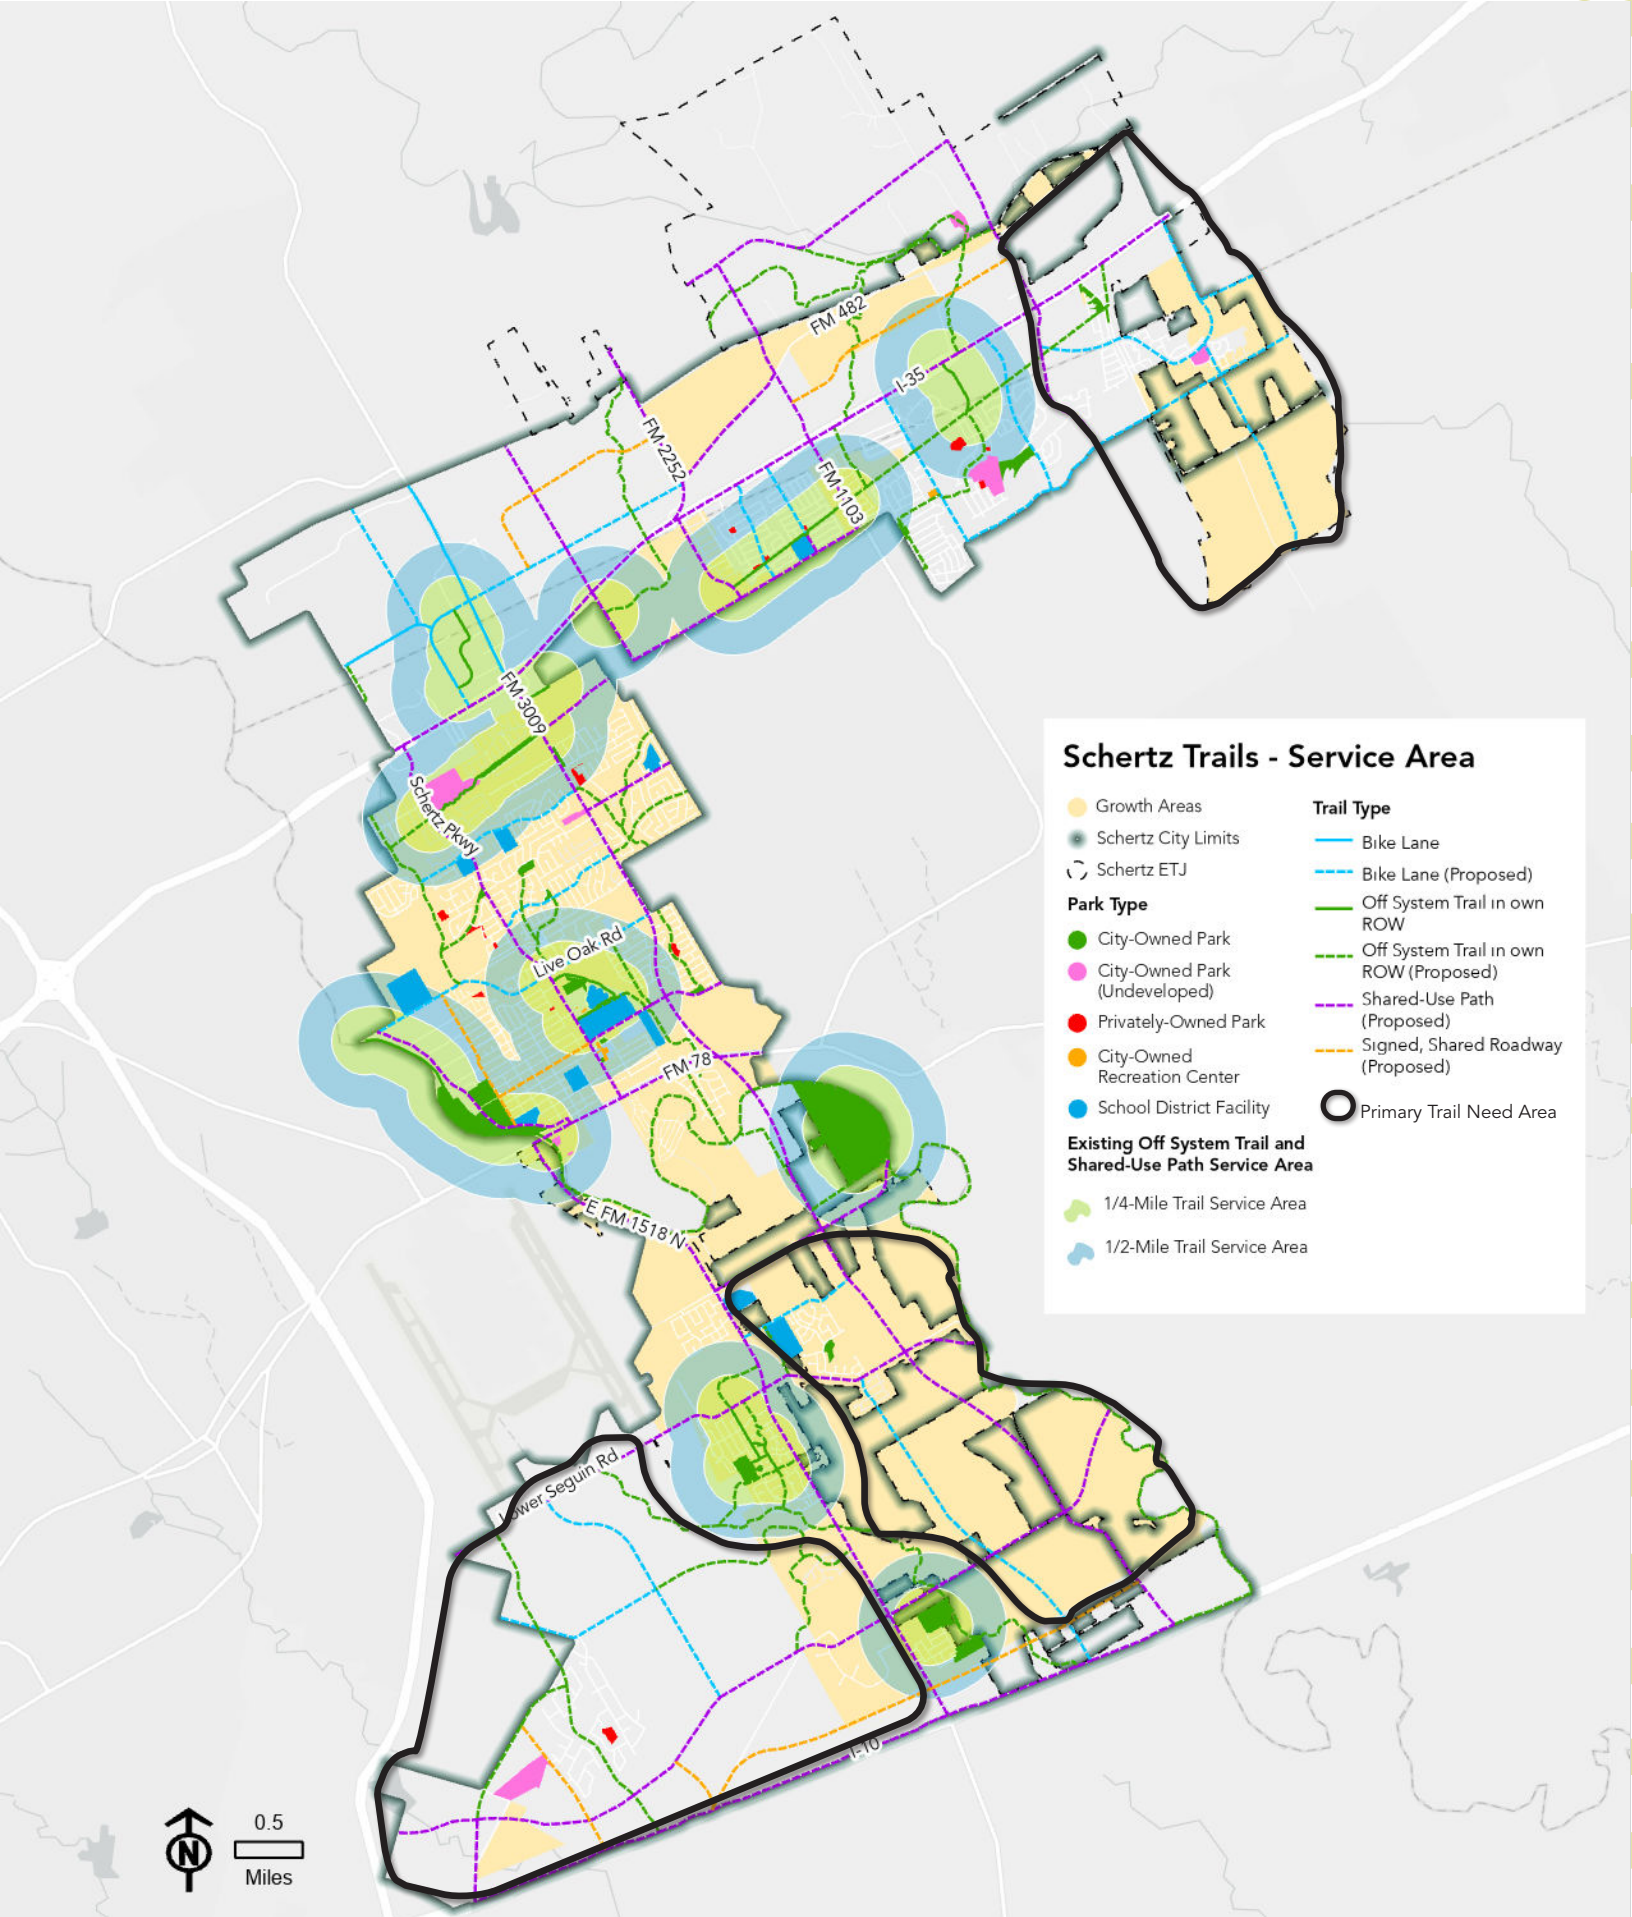 FM 482
I-35
FM 2252
FM 1103
FM 3009
Schertz Pkwy
Live Oak Rd
FM 78
E FM 1518 N
Lower Seguin Rd
I-10
Schertz Trails - Service Area
Growth Areas
Schertz City Limits
Schertz ETJ
Park Type
City-Owned Park
City-Owned Park
(Undeveloped)
Privately-Owned Park
City-Owned
Recreation Center
School District Facility
Existing Off System Trail and
Shared-Use Path Service Area
1/4-Mile Trail Service Area
1/2-Mile Trail Service Area
Trail Type
Bike Lane
Bike Lane (Proposed)
Off System Trail in own
ROW
Off System Trail in own
ROW (Proposed)
Shared-Use Path
(Proposed)
Signed, Shared Roadway
(Proposed)
Primary Trail Need Area
N
0.5
Miles